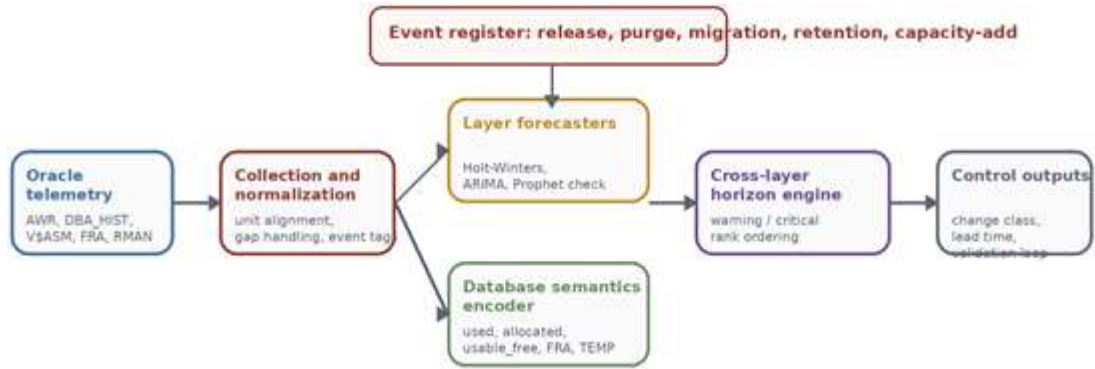 Event register: release, purge, migration, retention, capacity-add
Oracle
telemetry
AWR, DBA_HIST,
V$ASM, FRA, RMAN
Collection and
normalization
unit alignment,
gap handling, event tag
Layer forecasters
Holt-Winters,
ARIMA, Prophet check
Database semantics
encoder
used, allocated,
usable_free, FRA, TEMP
Cross-layer
horizon engine
warning / critical
rank ordering
Control outputs
change class,
lead time,
validation loop